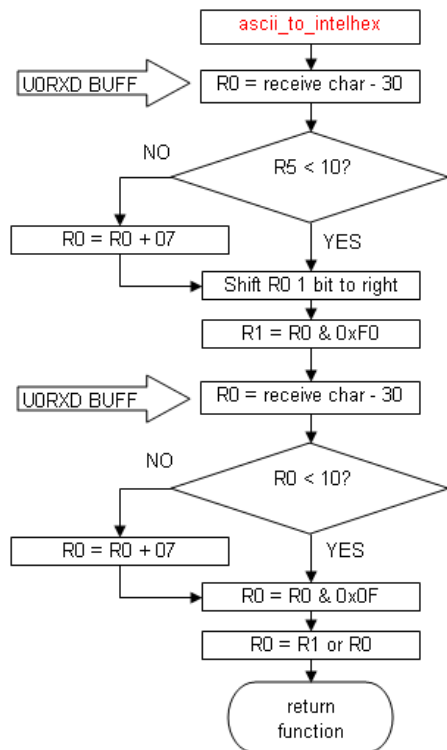 ascii_to_intelhex
U0RXD BUFF
R0 = receive char - 30
R5 < 10?
NO
YES
R0 = R0 + 07
Shift R0 1 bit to right
R1 = R0 & 0xF0
U0RXD BUFF
R0 = receive char - 30
R0 < 10?
NO
YES
R0 = R0 + 07
R0 = R0 & 0x0F
R0 = R1 or R0
return
function